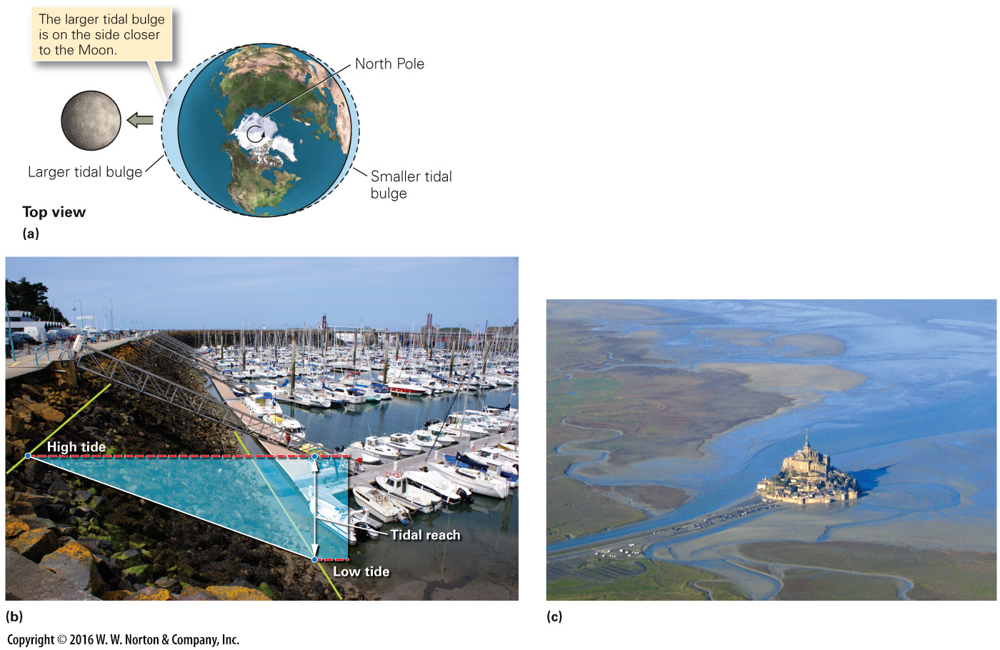 The larger tidal bulge
is on the side closer
to the Moon.
North Pole
Larger tidal bulge
Smaller tidal
bulge
Top view
(a)
High tide
Tidal reach
Low tide
(b)
(c)
Copyright © 2016 W. W. Norton & Company, Inc.